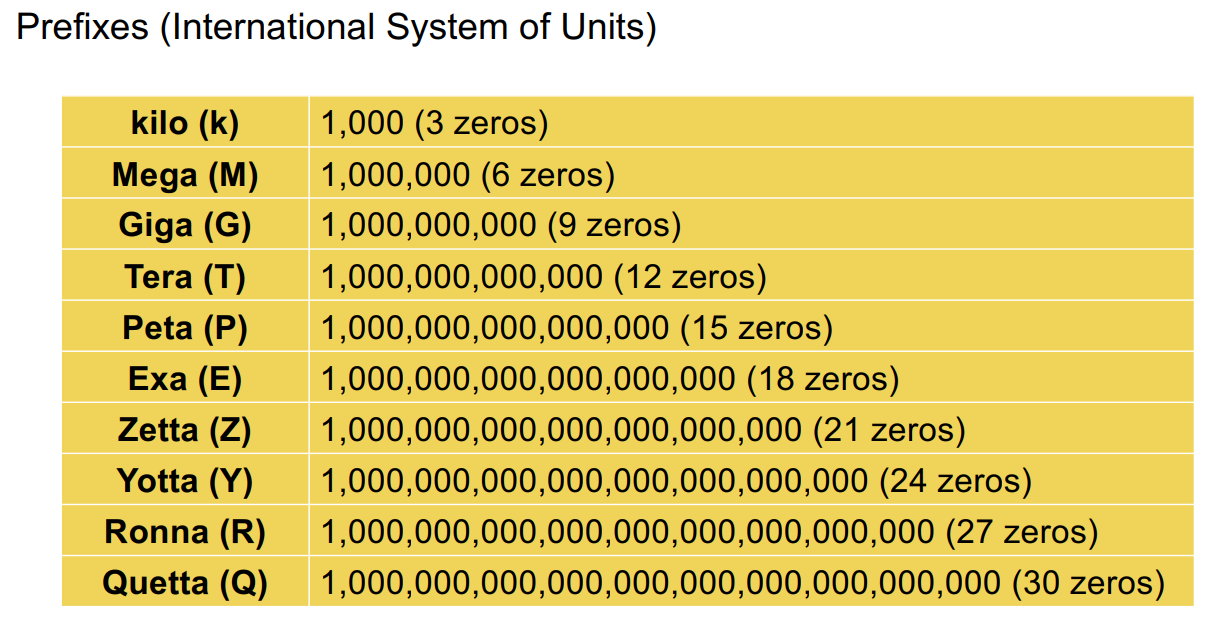 Prefixes (International System of Units)
kilo (k) 1,000 (3 zeros)
Mega (M) 1,000,000 (6 zeros)
Giga (G) 1,000,000,000 (9 zeros)
Tera (T) 1,000,000,000,000 (12 zeros)
Peta (P) 1,000,000,000,000,000 (15 zeros)
Exa (E) 1,000,000,000,000,000,000 (18 zeros)
Zetta (Z) 1,000,000,000,000,000,000,000 (21 zeros)
Yotta (Y) 1,000,000,000,000,000,000,000,000 (24 zeros)
Ronna (R) 1,000,000,000,000,000,000,000,000,000 (27 zeros)
Quetta (Q) 1,000,000,000,000,000,000,000,000,000,000 (30 zeros)